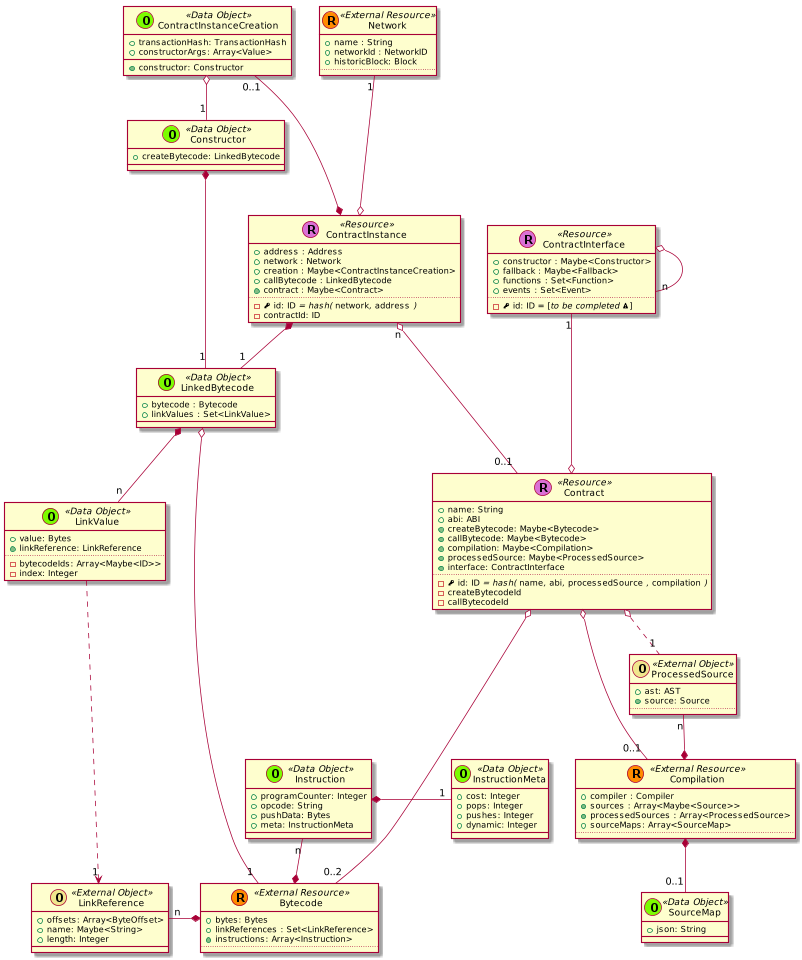 O «Data Object»
ContractInstanceCreation
transactionHash: TransactionHash
constructorArgs: Array<Value>
constructor: Constructor
R «External Resource»
Network
name : String
networkId : NetworkID
historicBlock: Block
0..1
1
1
O «Data Object»
Constructor
createBytecode: LinkedBytecode
R «Resource»
ContractInstance
address : Address
network : Network
creation : Maybe<ContractInstanceCreation>
callBytecode : LinkedBytecode
contract : Maybe<Contract>
id: ID = hash( network, address )
contractId: ID
R «Resource»
ContractInterface
constructor : Maybe<Constructor>
fallback : Maybe<Fallback>
functions : Set<Function>
events : Set<Event>
id: ID = [to be completed ]
n
1
n
1
1
O «Data Object»
LinkedBytecode
bytecode : Bytecode
linkValues : Set<LinkValue>
0..1
n
R «Resource»
Contract
name: String
abi: ABI
createBytecode: Maybe<Bytecode>
callBytecode: Maybe<Bytecode>
compilation: Maybe<Compilation>
processedSource: Maybe<ProcessedSource>
interface: ContractInterface
id: ID = hash( name, abi, processedSource , compilation )
createBytecodeId
callBytecodeId
O «Data Object»
LinkValue
value: Bytes
linkReference: LinkReference
bytecodeIds: Array<Maybe<ID>>
index: Integer
1
O «External Object»
ProcessedSource
ast: AST
source: Source
n
0..1
O «Data Object»
Instruction
programCounter: Integer
opcode: String
pushData: Bytes
meta: InstructionMeta
1
O «Data Object»
InstructionMeta
cost: Integer
pops: Integer
pushes: Integer
dynamic: Integer
R «External Resource»
Compilation
compiler : Compiler
sources : Array<Maybe<Source>>
processedSources : Array<ProcessedSource>
sourceMaps: Array<SourceMap>
n
1
1
0..2
0..1
O «External Object»
LinkReference
offsets: Array<ByteOffset>
name: Maybe<String>
length: Integer
n
R «External Resource»
Bytecode
bytes: Bytes
linkReferences : Set<LinkReference>
instructions: Array<Instruction>
O «Data Object»
SourceMap
json: String